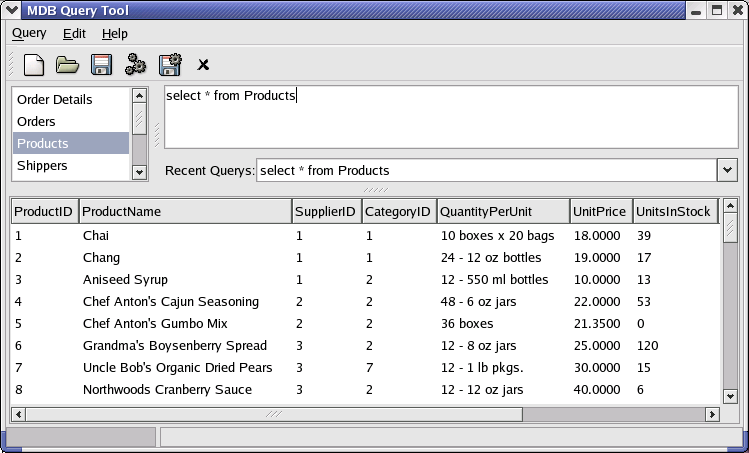 MDB Query Tool
Query Edit Help
Order Details
Orders
Products
Shippers
select * from Products
Recent Querys: select * from Products
ProductID ProductName SupplierID CategoryID QuantityPerUnit UnitPrice UnitsInStock
1 Chai 1 1 10 boxes x 20 bags 18.0000 39
2 Chang 1 1 24 - 12 oz bottles 19.0000 17
3 Aniseed Syrup 1 2 12 - 550 ml bottles 10.0000 13
4 Chef Anton's Cajun Seasoning 2 2 48 - 6 oz jars 22.0000 53
5 Chef Anton's Gumbo Mix 2 2 36 boxes 21.3500 0
6 Grandma's Boysenberry Spread 3 2 12 - 8 oz jars 25.0000 120
7 Uncle Bob's Organic Dried Pears 3 7 12 - 1 lb pkgs. 30.0000 15
8 Northwoods Cranberry Sauce 3 2 12 - 12 oz jars 40.0000 6